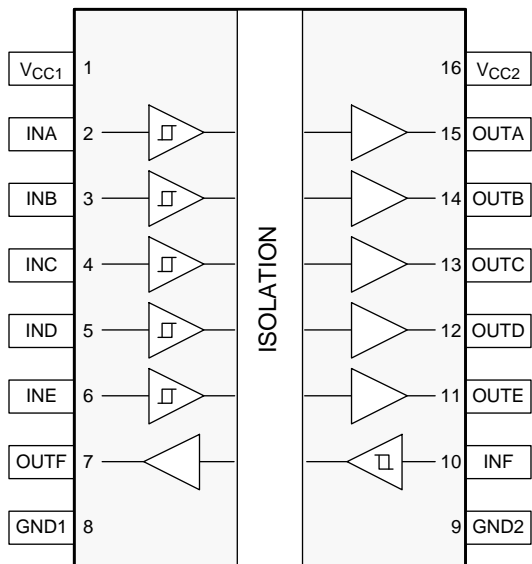 VCC1 1 16 VCC2
INA 2 15 OUTA
INB 3 14 OUTB
INC 4 13 OUTC
IND 5 12 OUTD
INE 6 11 OUTE
OUTF 7 10 INF
GND1 8 9 GND2
ISOLATION